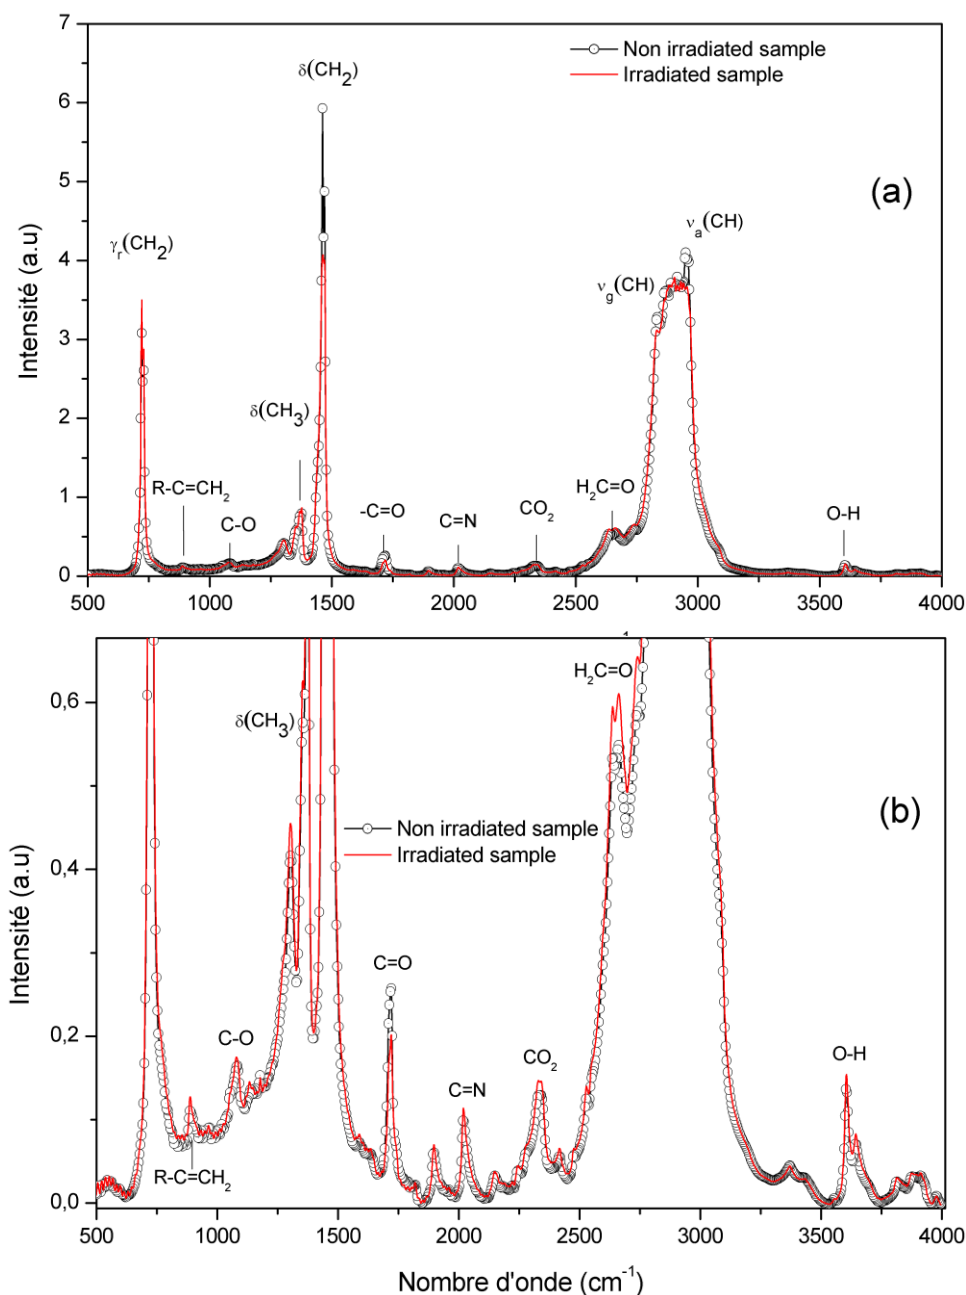 7
6
5
4
3
2
1
0
Intensité (a.u)
Non irradiated sample
Irradiated sample
(a)
δ(CH₂)
γᵣ(CH₂)
νₐ(CH)
ν_g(CH)
δ(CH₃)
R-C=CH₂
C-O
-C=O
C=N
CO₂
H₂C=O
O-H
500 1000 1500 2000 2500 3000 3500 4000
0,6
0,4
0,2
0,0
Intensité (a.u)
H₂C=O
δ(CH₃)
(b)
Non irradiated sample
Irradiated sample
C=O
C-O
C=N
CO₂
O-H
R-C=CH₂
500 1000 1500 2000 2500 3000 3500 4000
Nombre d'onde (cm⁻¹)